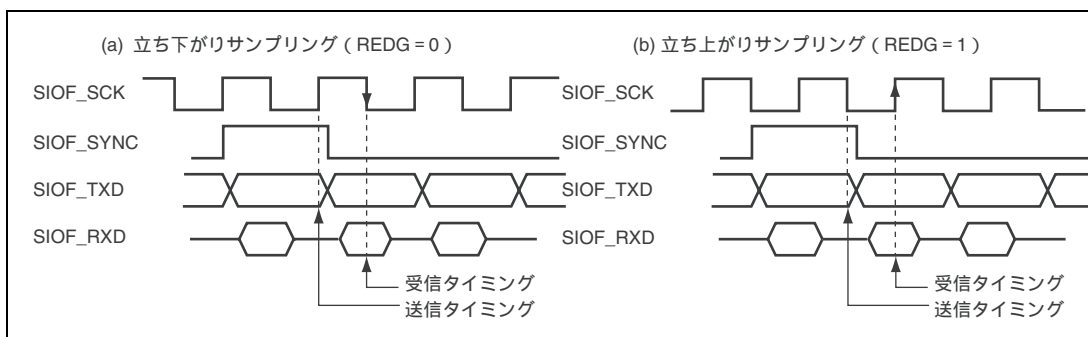 (a) 立ち下がりサンプリング（REDG＝0）
SIOF_SCK
SIOF_SYNC
SIOF_TXD
SIOF_RXD
受信タイミング
送信タイミング
(b) 立ち上がりサンプリング（REDG＝1）
SIOF_SCK
SIOF_SYNC
SIOF_TXD
SIOF_RXD
受信タイミング
送信タイミング